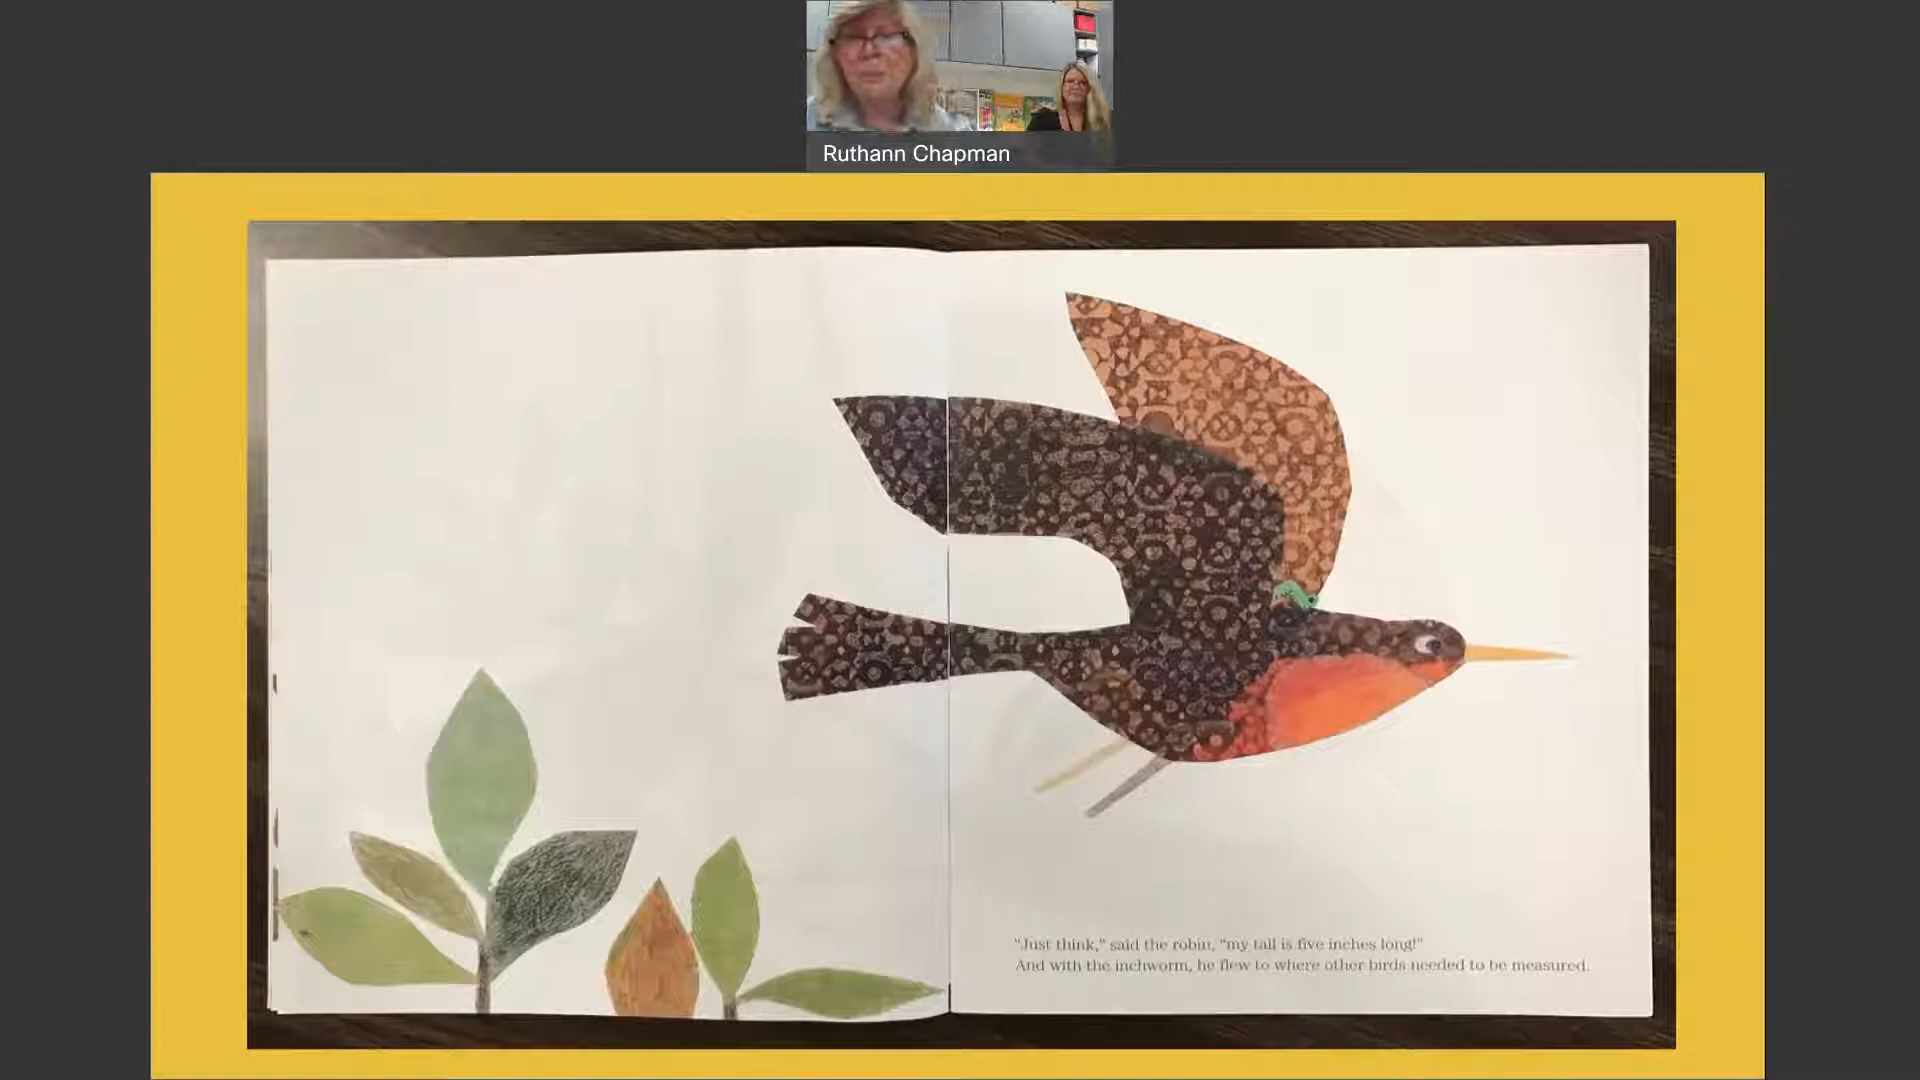 Ruthann Chapman
"Just think," said the robin, "my tail is five inches long!"
And with the inchworm, he flew to where other birds needed to be measured.